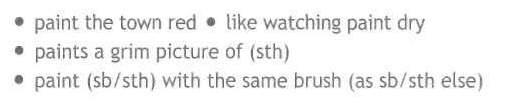 • paint the town red • like watching paint dry
• paints a grim picture of (sth)
• paint (sb/sth) with the same brush (as sb/sth else)